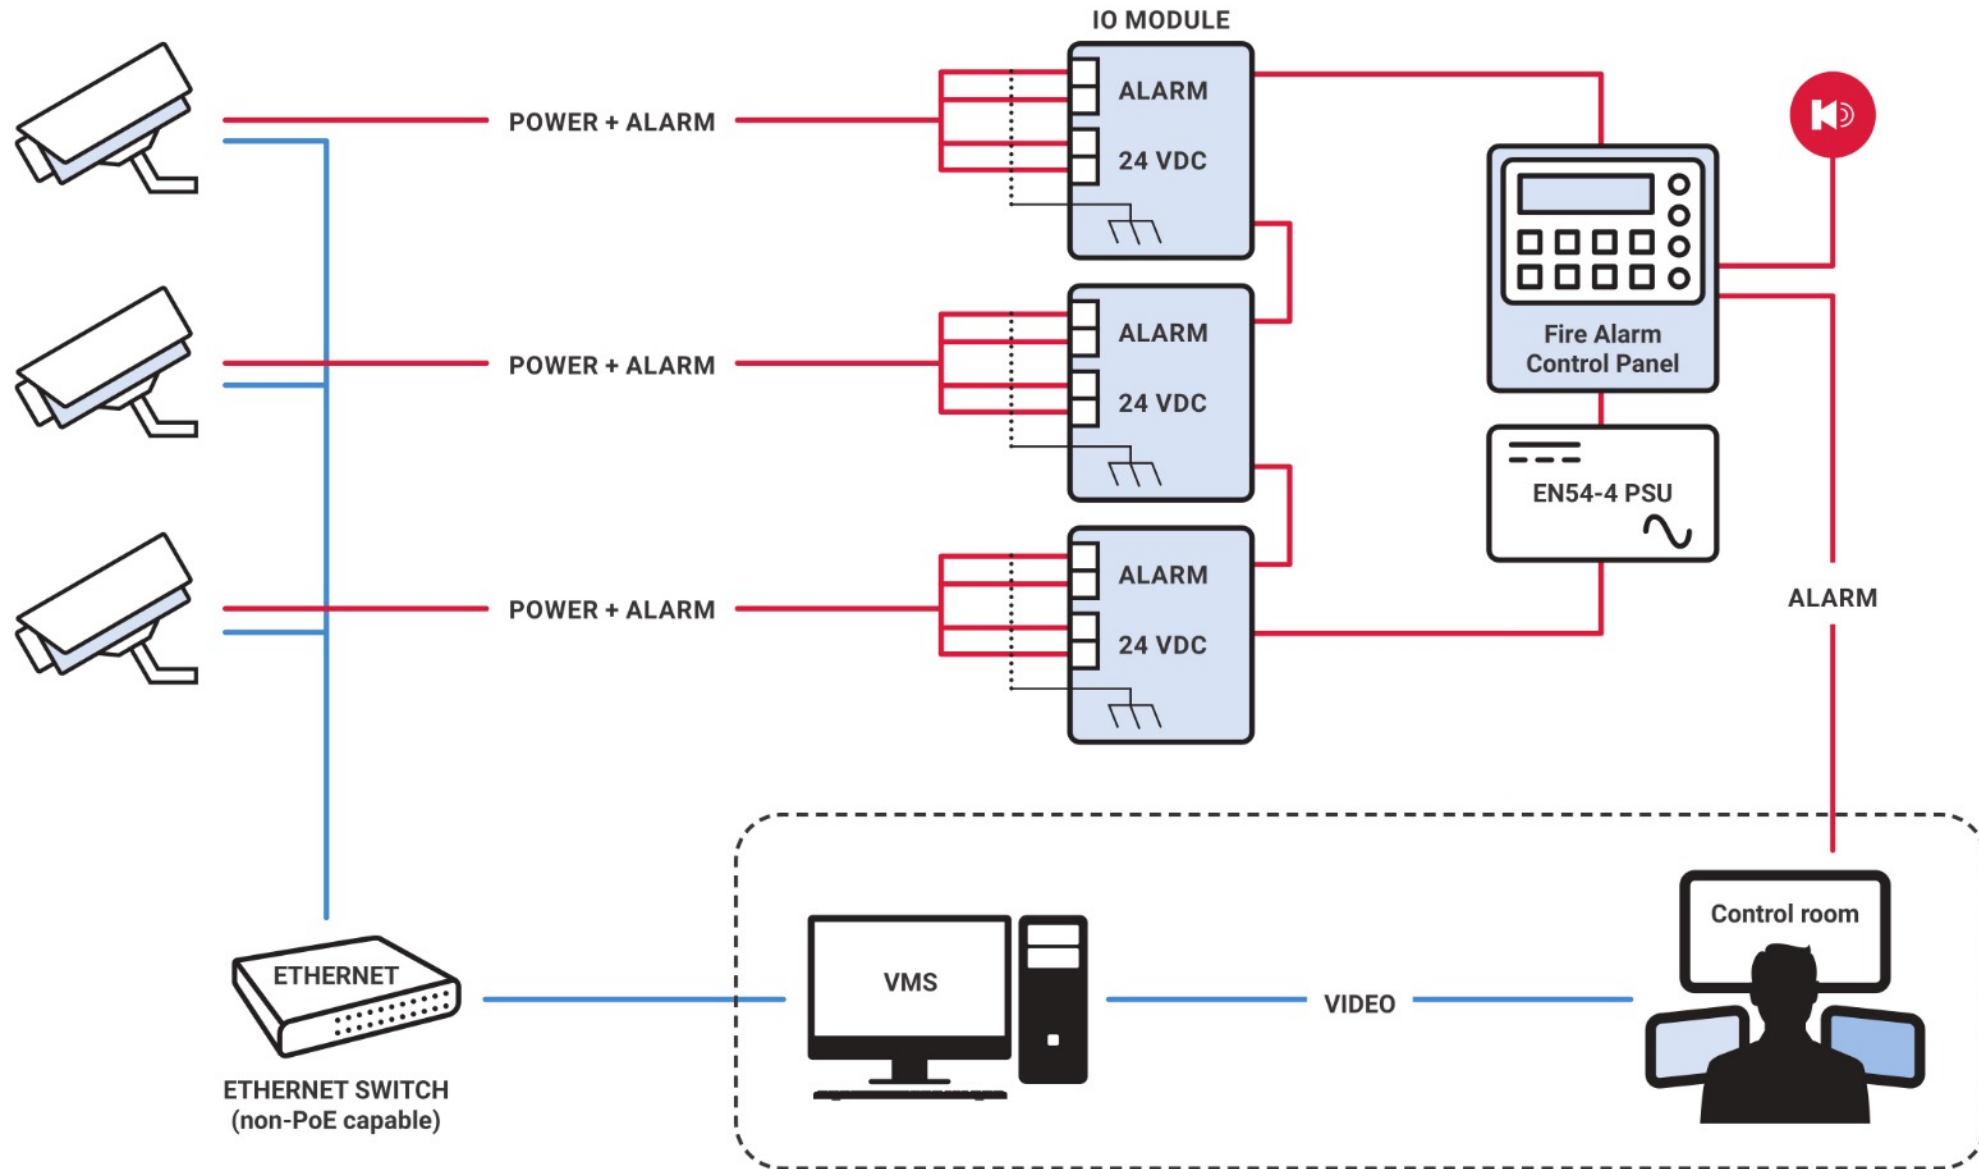 IO MODULE
ALARM
POWER + ALARM
24 VDC
Fire Alarm
Control Panel
ALARM
POWER + ALARM
24 VDC
EN54-4 PSU
ALARM
POWER + ALARM
24 VDC
ALARM
Control room
ETHERNET
VMS
VIDEO
ETHERNET SWITCH
(non-PoE capable)